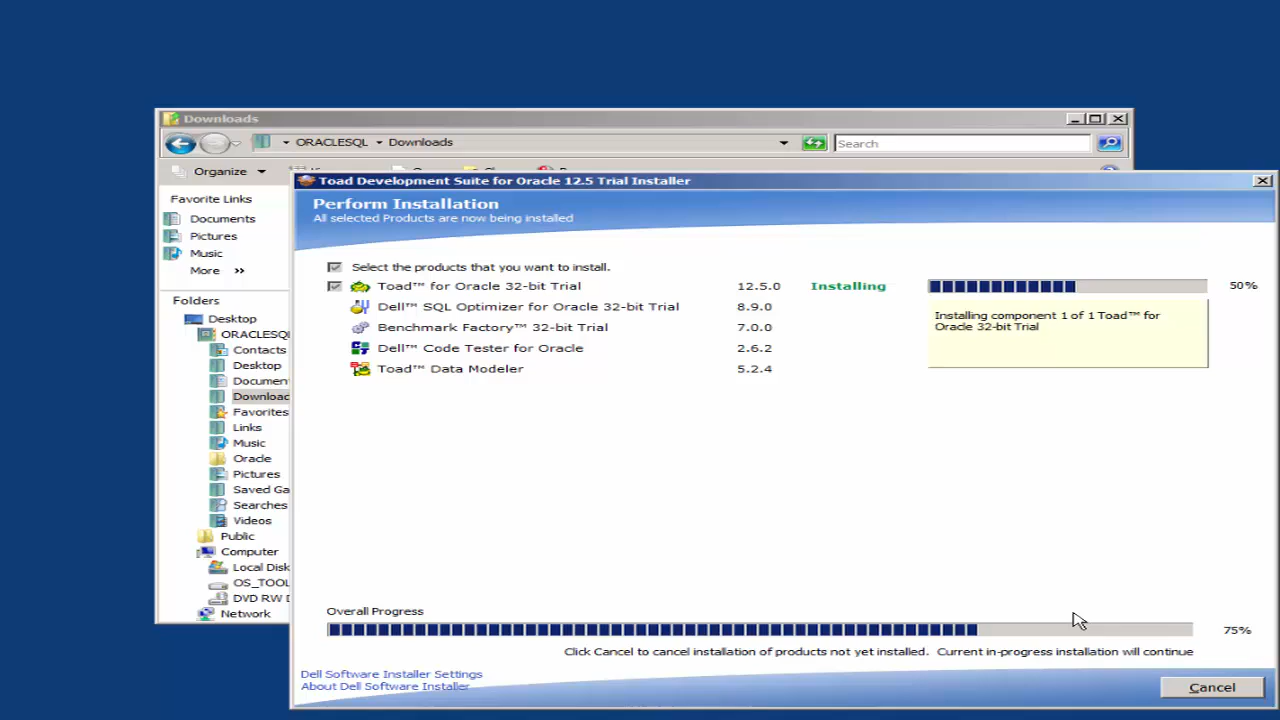 Downloads
ORACLESQL
Downloads
Search
Organize
Favorite Links
Documents
Pictures
Music
More »
Folders
Desktop
ORACLESQL
Contacts
Desktop
Favorites
Links
Music
Oracle
Pictures
Searches
Videos
Public
Computer
Local Disk
Network
Toad Development Suite for Oracle 12.5 Trial Installer
Perform Installation
All selected Products are now being installed
Select the products that you want to install.
Toad™ for Oracle 32-bit Trial 12.5.0 Installing 50%
Dell™ SQL Optimizer for Oracle 32-bit Trial 8.9.0
Benchmark Factory™ 32-bit Trial 7.0.0
Dell™ Code Tester for Oracle 2.6.2
Toad™ Data Modeler 5.2.4
Installing component 1 of 1 Toad™ for
Oracle 32-bit Trial
Overall Progress
75%
Click Cancel to cancel installation of products not yet installed. Current in-progress installation will continue
Dell Software Installer Settings
About Dell Software Installer
Cancel